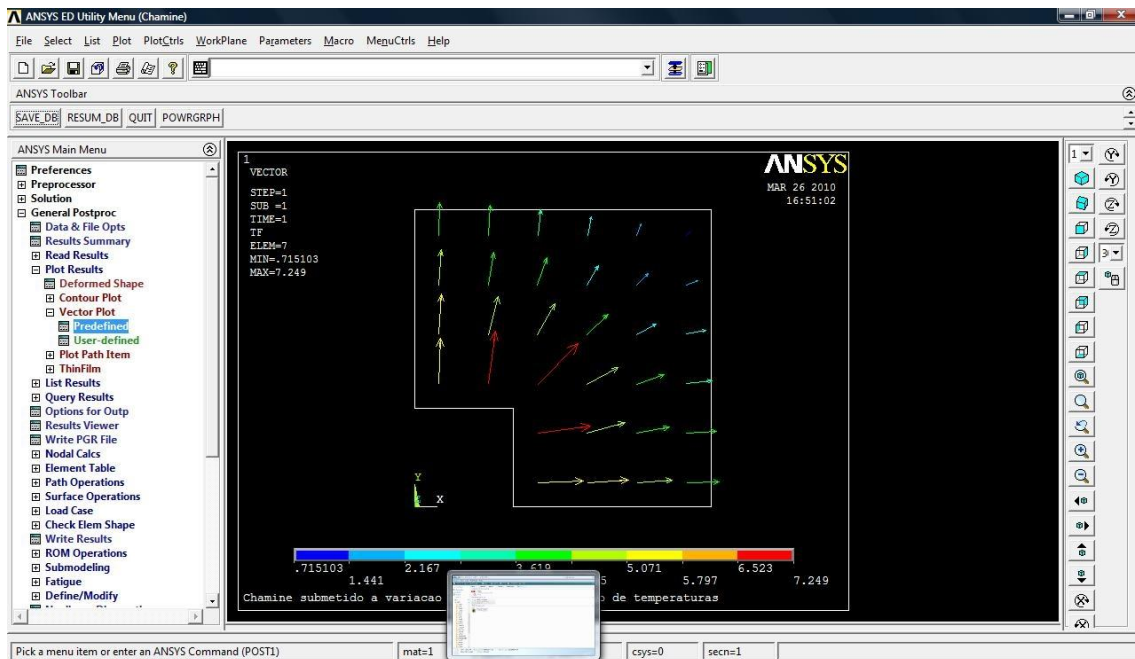 ANSYS ED Utility Menu (Chamine)
File Select List Plot PlotCtrls WorkPlane Parameters Macro MenuCtrls Help
ANSYS Toolbar
SAVE_DB RESUM_DB QUIT POWRGRPH
ANSYS Main Menu
Preferences
Preprocessor
Solution
General Postproc
Data & File Opts
Results Summary
Read Results
Plot Results
Deformed Shape
Contour Plot
Vector Plot
Predefined
User-defined
Plot Path Item
ThinFilm
List Results
Query Results
Options for Outp
Results Viewer
Write PGR File
Nodal Calcs
Element Table
Path Operations
Surface Operations
Load Case
Check Elem Shape
Write Results
ROM Operations
Submodeling
Fatigue
Define/Modify
1
VECTOR
STEP=1
SUB =1
TIME=1
TF
ELEM=7
MIN=.715103
MAX=7.249
ANSYS
MAR 26 2010
16:51:02
Y
X
.715103 2.167 3.619 5.071 6.523
1.441 5.797 7.249
Chamine submetido a variacao de temperaturas
1
Pick a menu item or enter an ANSYS Command (POST1)
mat=1
csys=0
secn=1